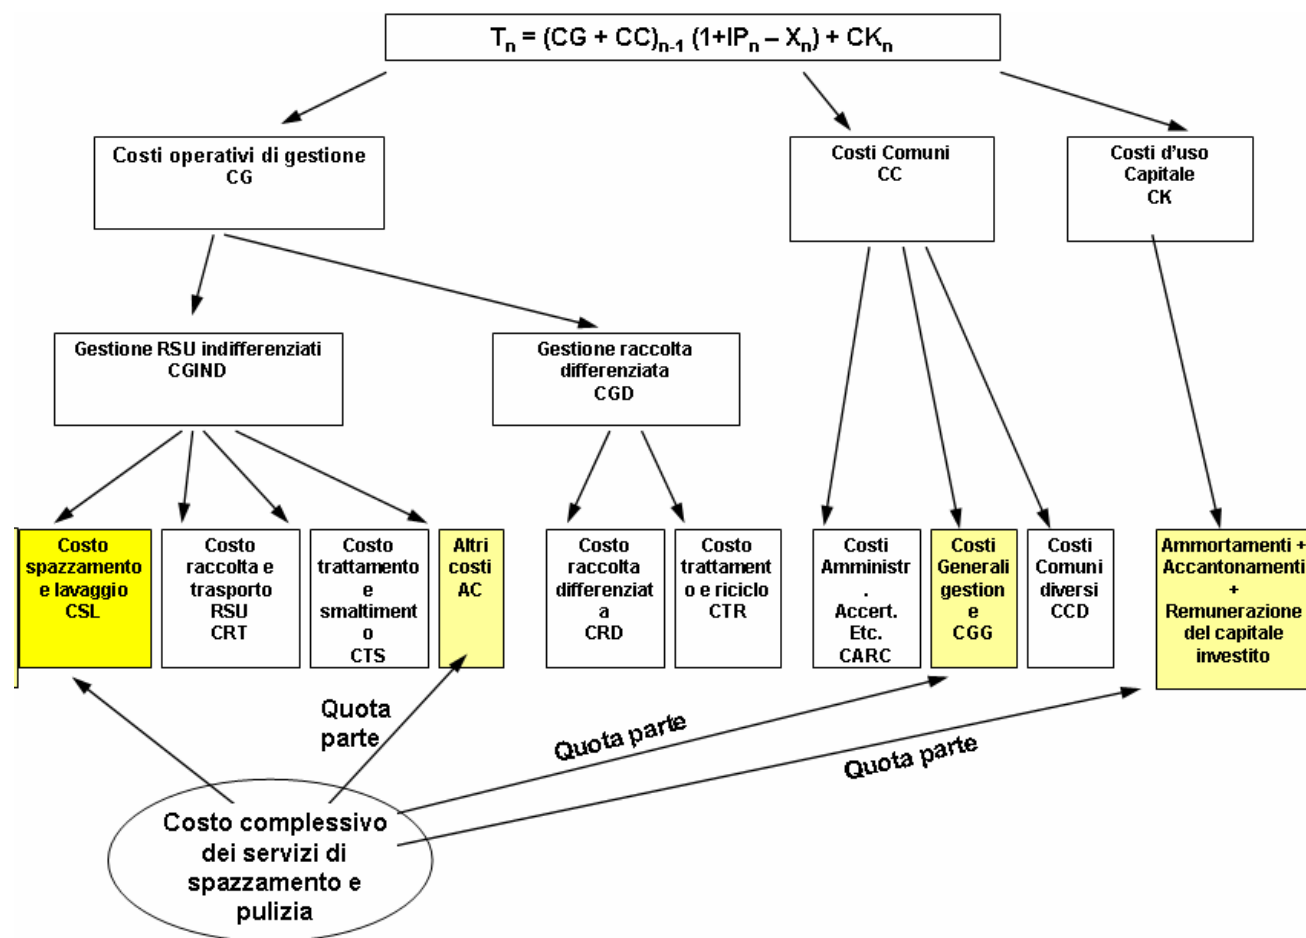 Tn = (CG + CC)n-1 (1+IPn – Xn) + CKn
Costi operativi di gestione
CG
Costi Comuni
CC
Costi d'uso
Capitale
CK
Gestione RSU indifferenziati
CGIND
Gestione raccolta
differenziata
CGD
Costo
spazzamento
e lavaggio
CSL
Costo
raccolta e
trasporto
RSU
CRT
Costo
trattamento
e
smaltiment
o
CTS
Altri
costi
AC
Costo
raccolta
differenziat
a
CRD
Costo
trattament
o e riciclo
CTR
Costi
Amministr
.
Accert.
Etc.
CARC
Costi
Generali
gestion
e
CGG
Costi
Comuni
diversi
CCD
Ammortamenti +
Accantonamenti
+
Remunerazione
del capitale
investito
Quota
parte
Quota parte
Quota parte
Costo complessivo
dei servizi di
spazzamento e
pulizia